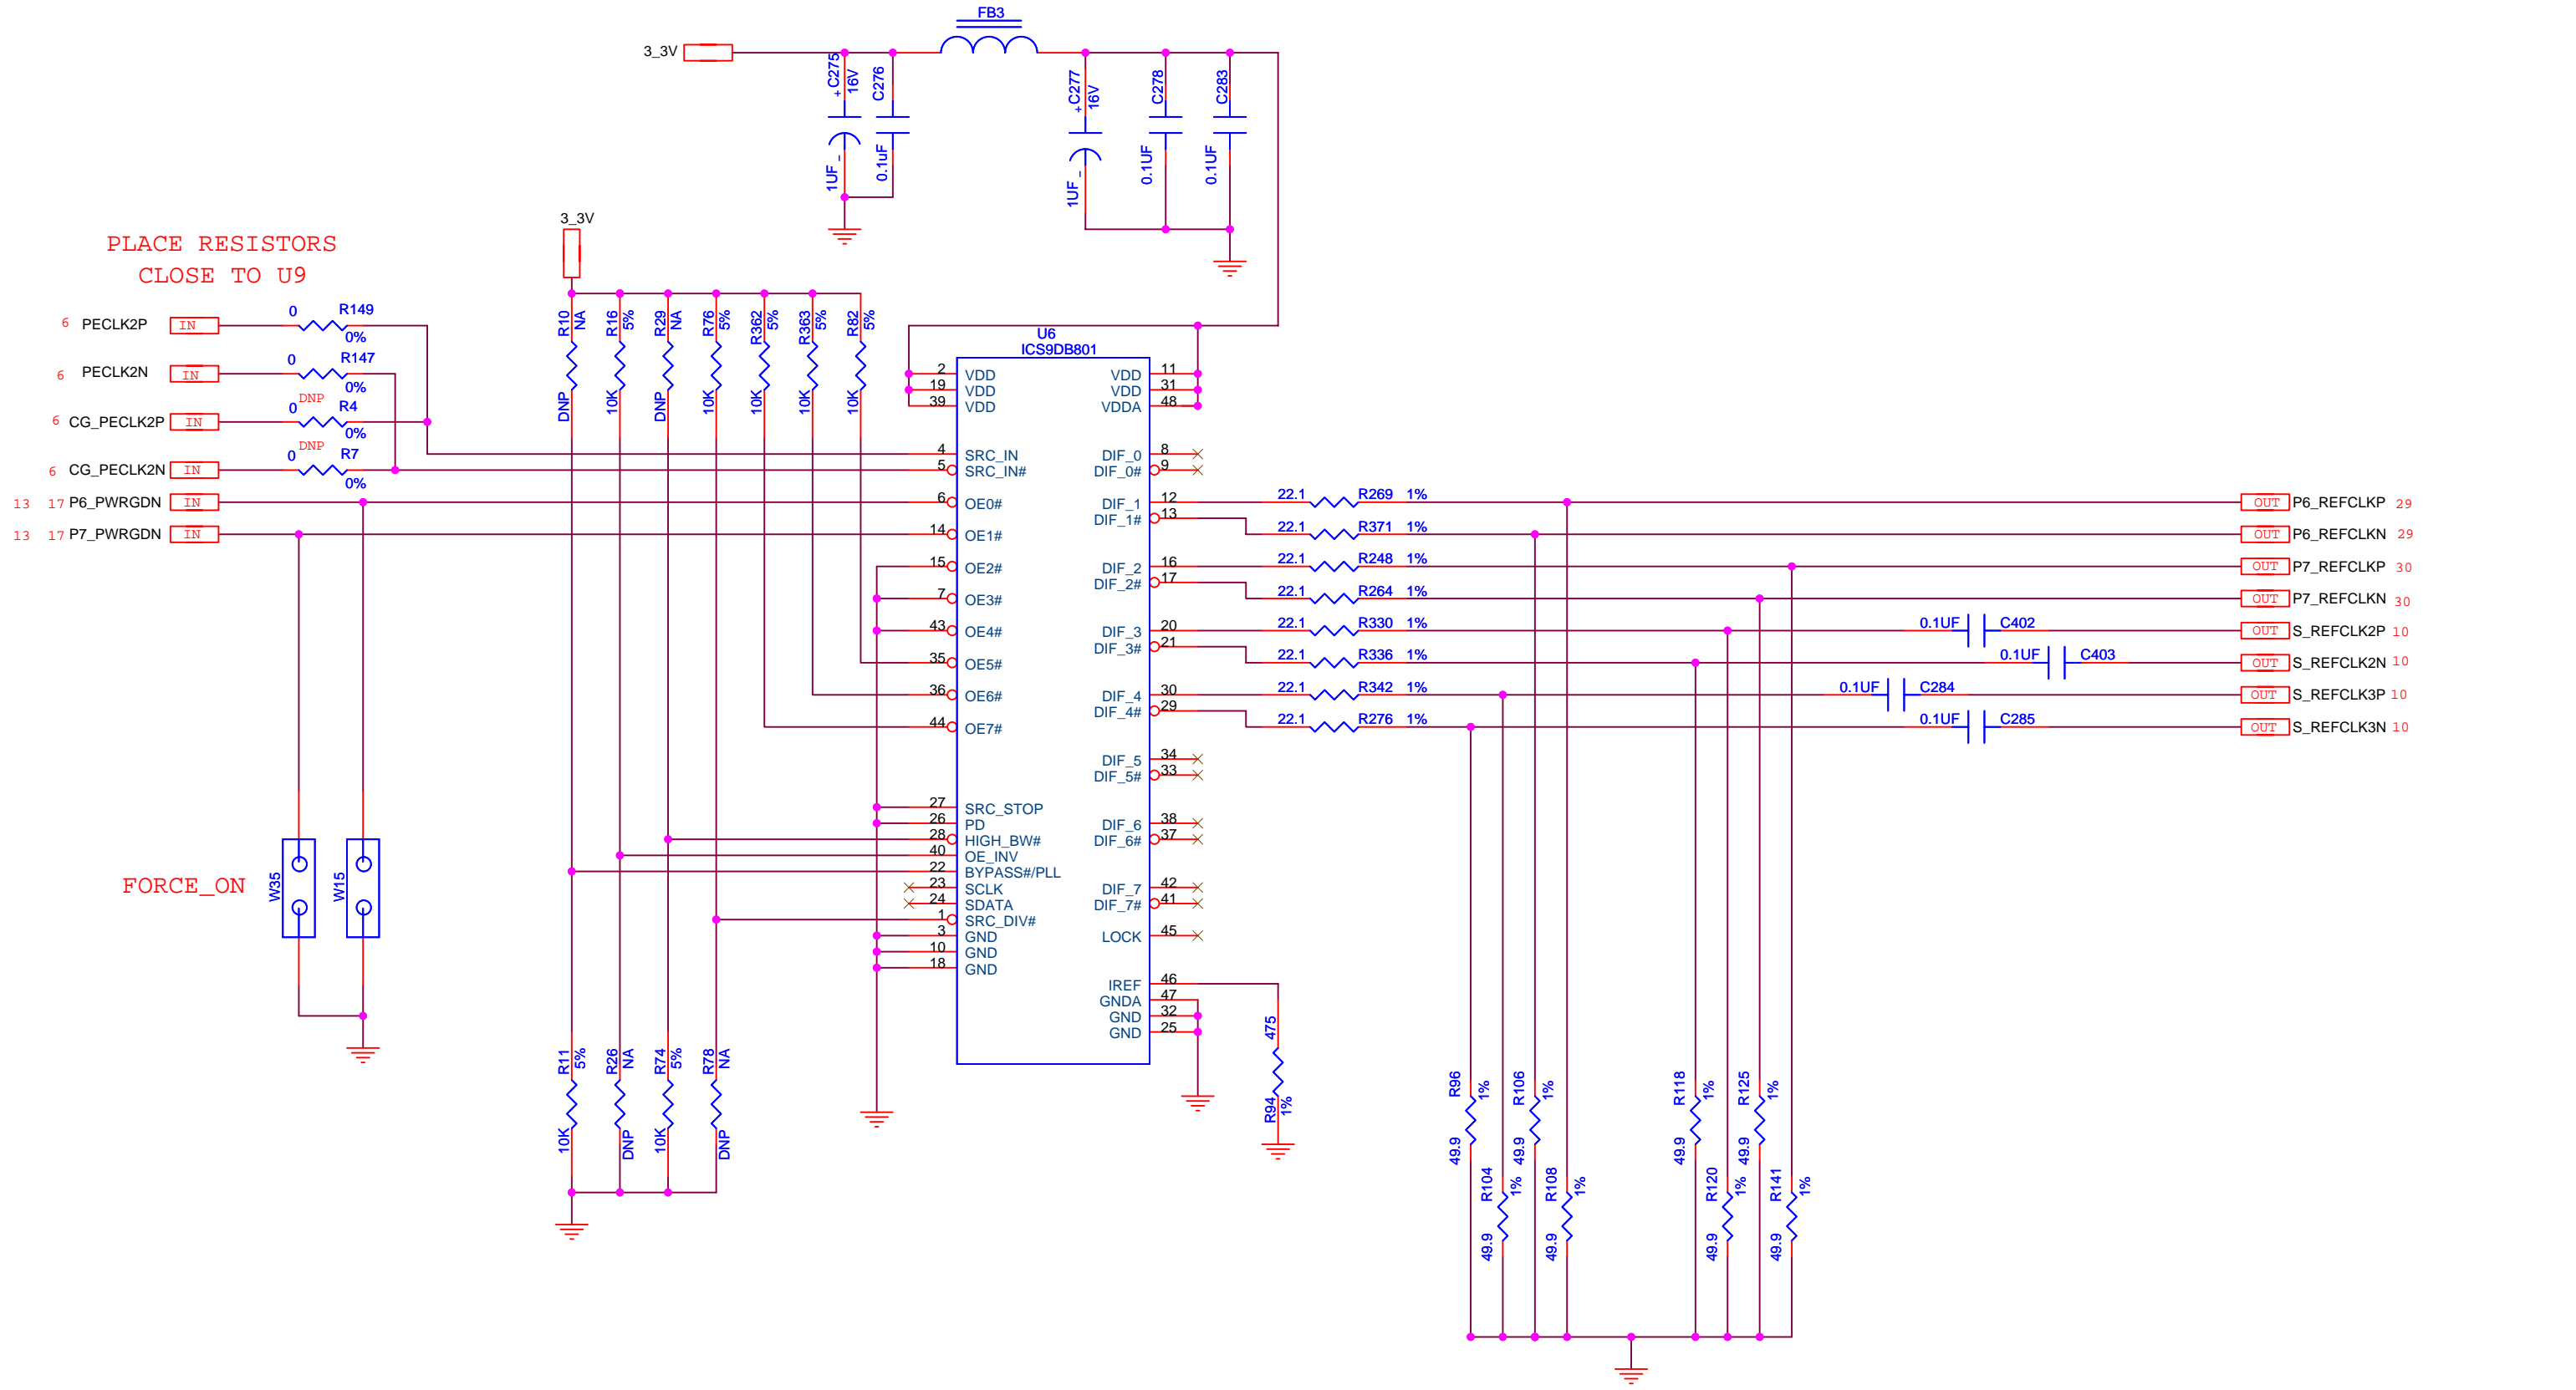 FB3
3_3V
+ C275 16V 1UF -
C276 0.1uF
+ C277 16V 1UF -
C278 0.1UF
C283 0.1UF
3_3V
PLACE RESISTORS
CLOSE TO U9
6 PECLK2P IN 0 R149 0%
6 PECLK2N IN 0 R147 0%
6 CG_PECLK2P IN DNP 0 R4 0%
6 CG_PECLK2N IN DNP 0 R7 0%
13 17 P6_PWRGDN IN
13 17 P7_PWRGDN IN
R10 NA DNP
R16 5% 10K
R29 NA DNP
R76 5% 10K
R362 5% 10K
R363 5% 10K
R82 5% 10K
U6
ICS9DB801
2 VDD
19 VDD
39 VDD
4 SRC_IN
5 SRC_IN#
6 OE0#
14 OE1#
15 OE2#
7 OE3#
43 OE4#
35 OE5#
36 OE6#
44 OE7#
27 SRC_STOP
26 PD
28 HIGH_BW#
40 OE_INV
22 BYPASS#/PLL
23 SCLK
24 SDATA
1 SRC_DIV#
3 GND
10 GND
18 GND
VDD 11
VDD 31
VDDA 48
DIF_0 8
DIF_0# 9
DIF_1 12
DIF_1# 13
DIF_2 16
DIF_2# 17
DIF_3 20
DIF_3# 21
DIF_4 30
DIF_4# 29
DIF_5 34
DIF_5# 33
DIF_6 38
DIF_6# 37
DIF_7 42
DIF_7# 41
LOCK 45
IREF 46
GNDA 47
GND 32
GND 25
22.1 R269 1%
22.1 R371 1%
22.1 R248 1%
22.1 R264 1%
22.1 R330 1%
22.1 R336 1%
22.1 R342 1%
22.1 R276 1%
0.1UF C402
0.1UF C403
0.1UF C284
0.1UF C285
OUT P6_REFCLKP 29
OUT P6_REFCLKN 29
OUT P7_REFCLKP 30
OUT P7_REFCLKN 30
OUT S_REFCLK2P 10
OUT S_REFCLK2N 10
OUT S_REFCLK3P 10
OUT S_REFCLK3N 10
FORCE_ON
W35
W15
R11 5% 10K
R26 NA DNP
R74 5% 10K
R78 NA DNP
475 R94 1%
R96 1% 49.9
R104 1% 49.9
R106 1% 49.9
R108 1% 49.9
R118 1% 49.9
R120 1% 49.9
R125 1% 49.9
R141 1% 49.9